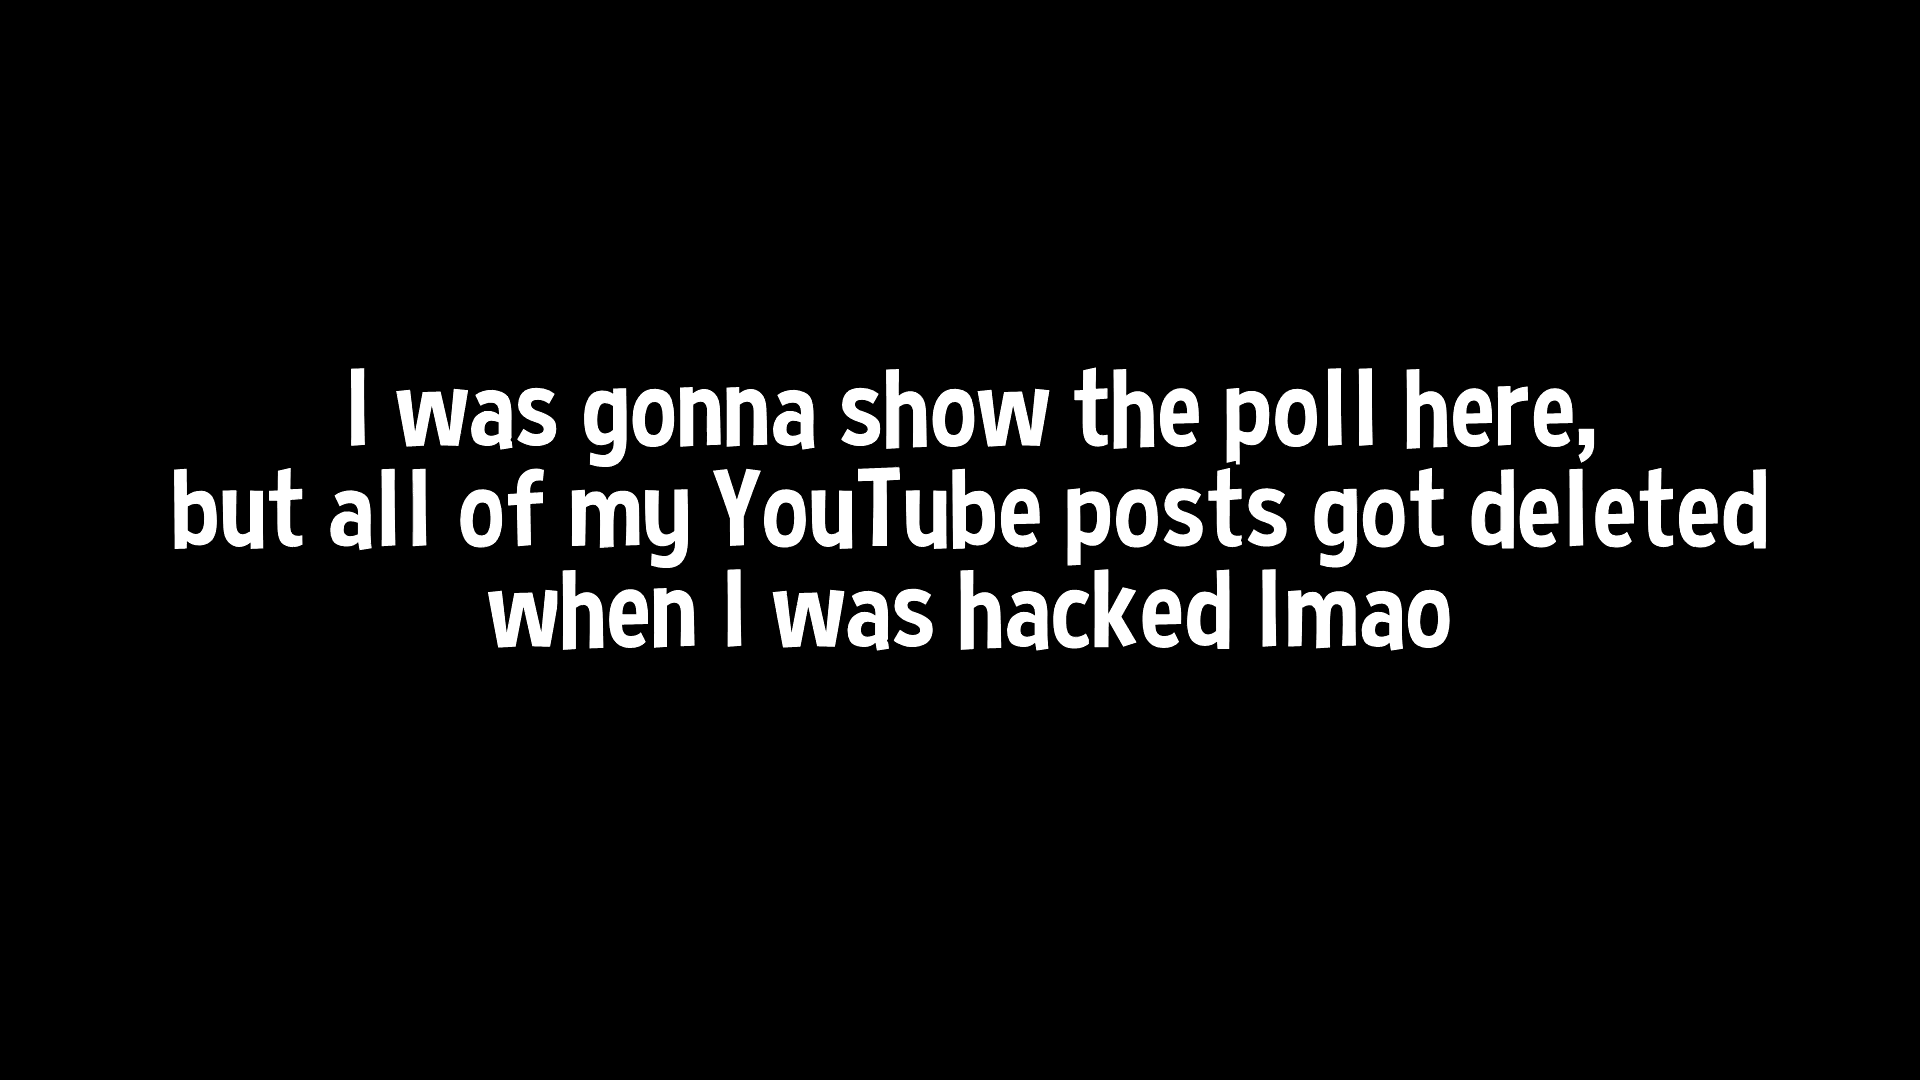 I was gonna show the poll here,
but all of my YouTube posts got deleted
when I was hacked lmao